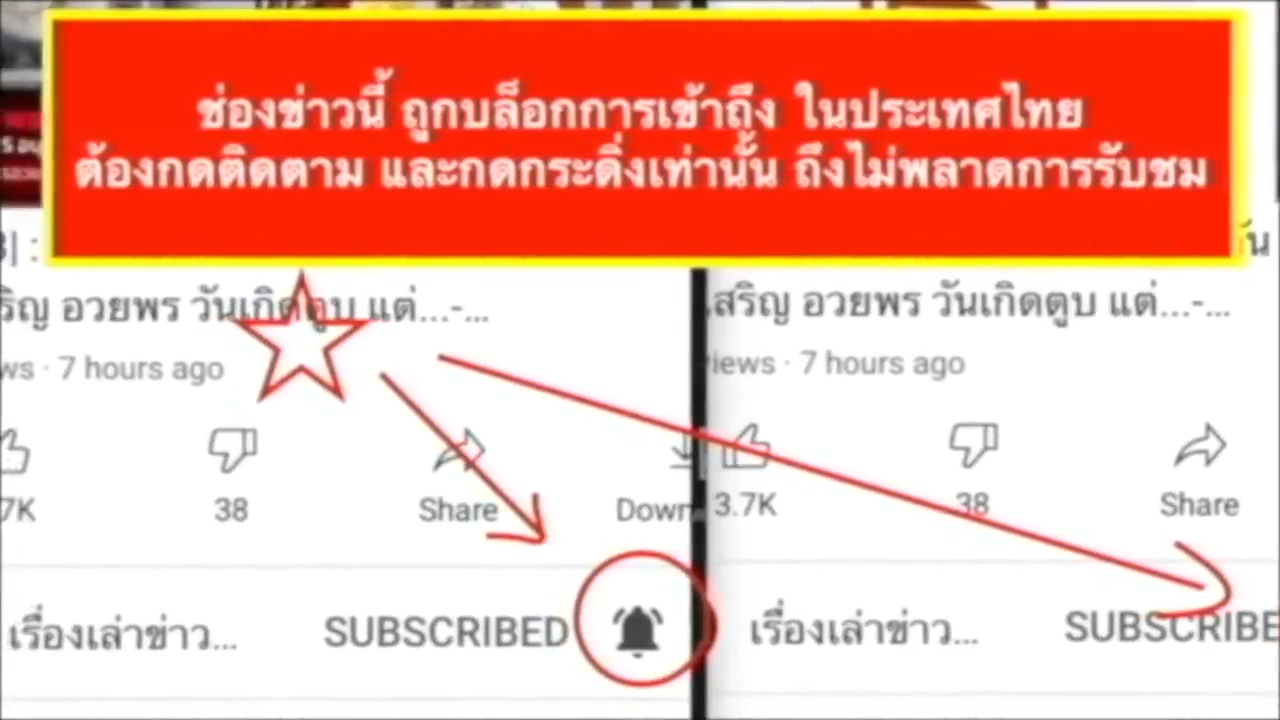 ช่องข่าวนี้ ถูกบล็อกการเข้าถึง ในประเทศไทย
ต้องกดติดตาม และกดกระดิ่งเท่านั้น ถึงไม่พลาดการรับชม
อวยพร วันเกิดตูบ แต่...-...
7 hours ago
7K
38
Share
เรื่องเล่าข่าว...
SUBSCRIBED
อวยพร วันเกิดตูบ แต่...-...
7 hours ago
3.7K
38
Share
เรื่องเล่าข่าว...
SUBSCRIBE